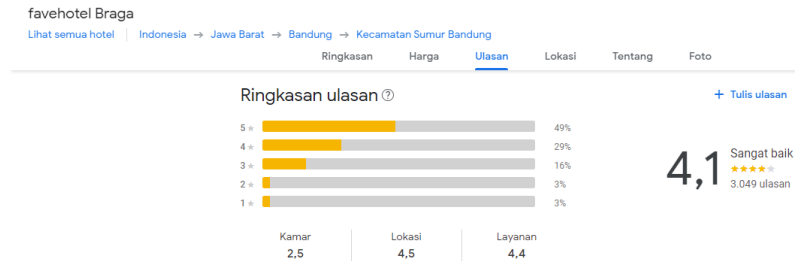 favehotel Braga
Lihat semua hotel Indonesia → Jawa Barat → Bandung → Kecamatan Sumur Bandung
Ringkasan Harga Ulasan Lokasi Tentang Foto
Ringkasan ulasan ?
+ Tulis ulasan
5 ★ 49%
4 ★ 29%
3 ★ 16%
2 ★ 3%
1 ★ 3%
4,1
Sangat baik
★★★★★
3.049 ulasan
Kamar Lokasi Layanan
2,5 4,5 4,4